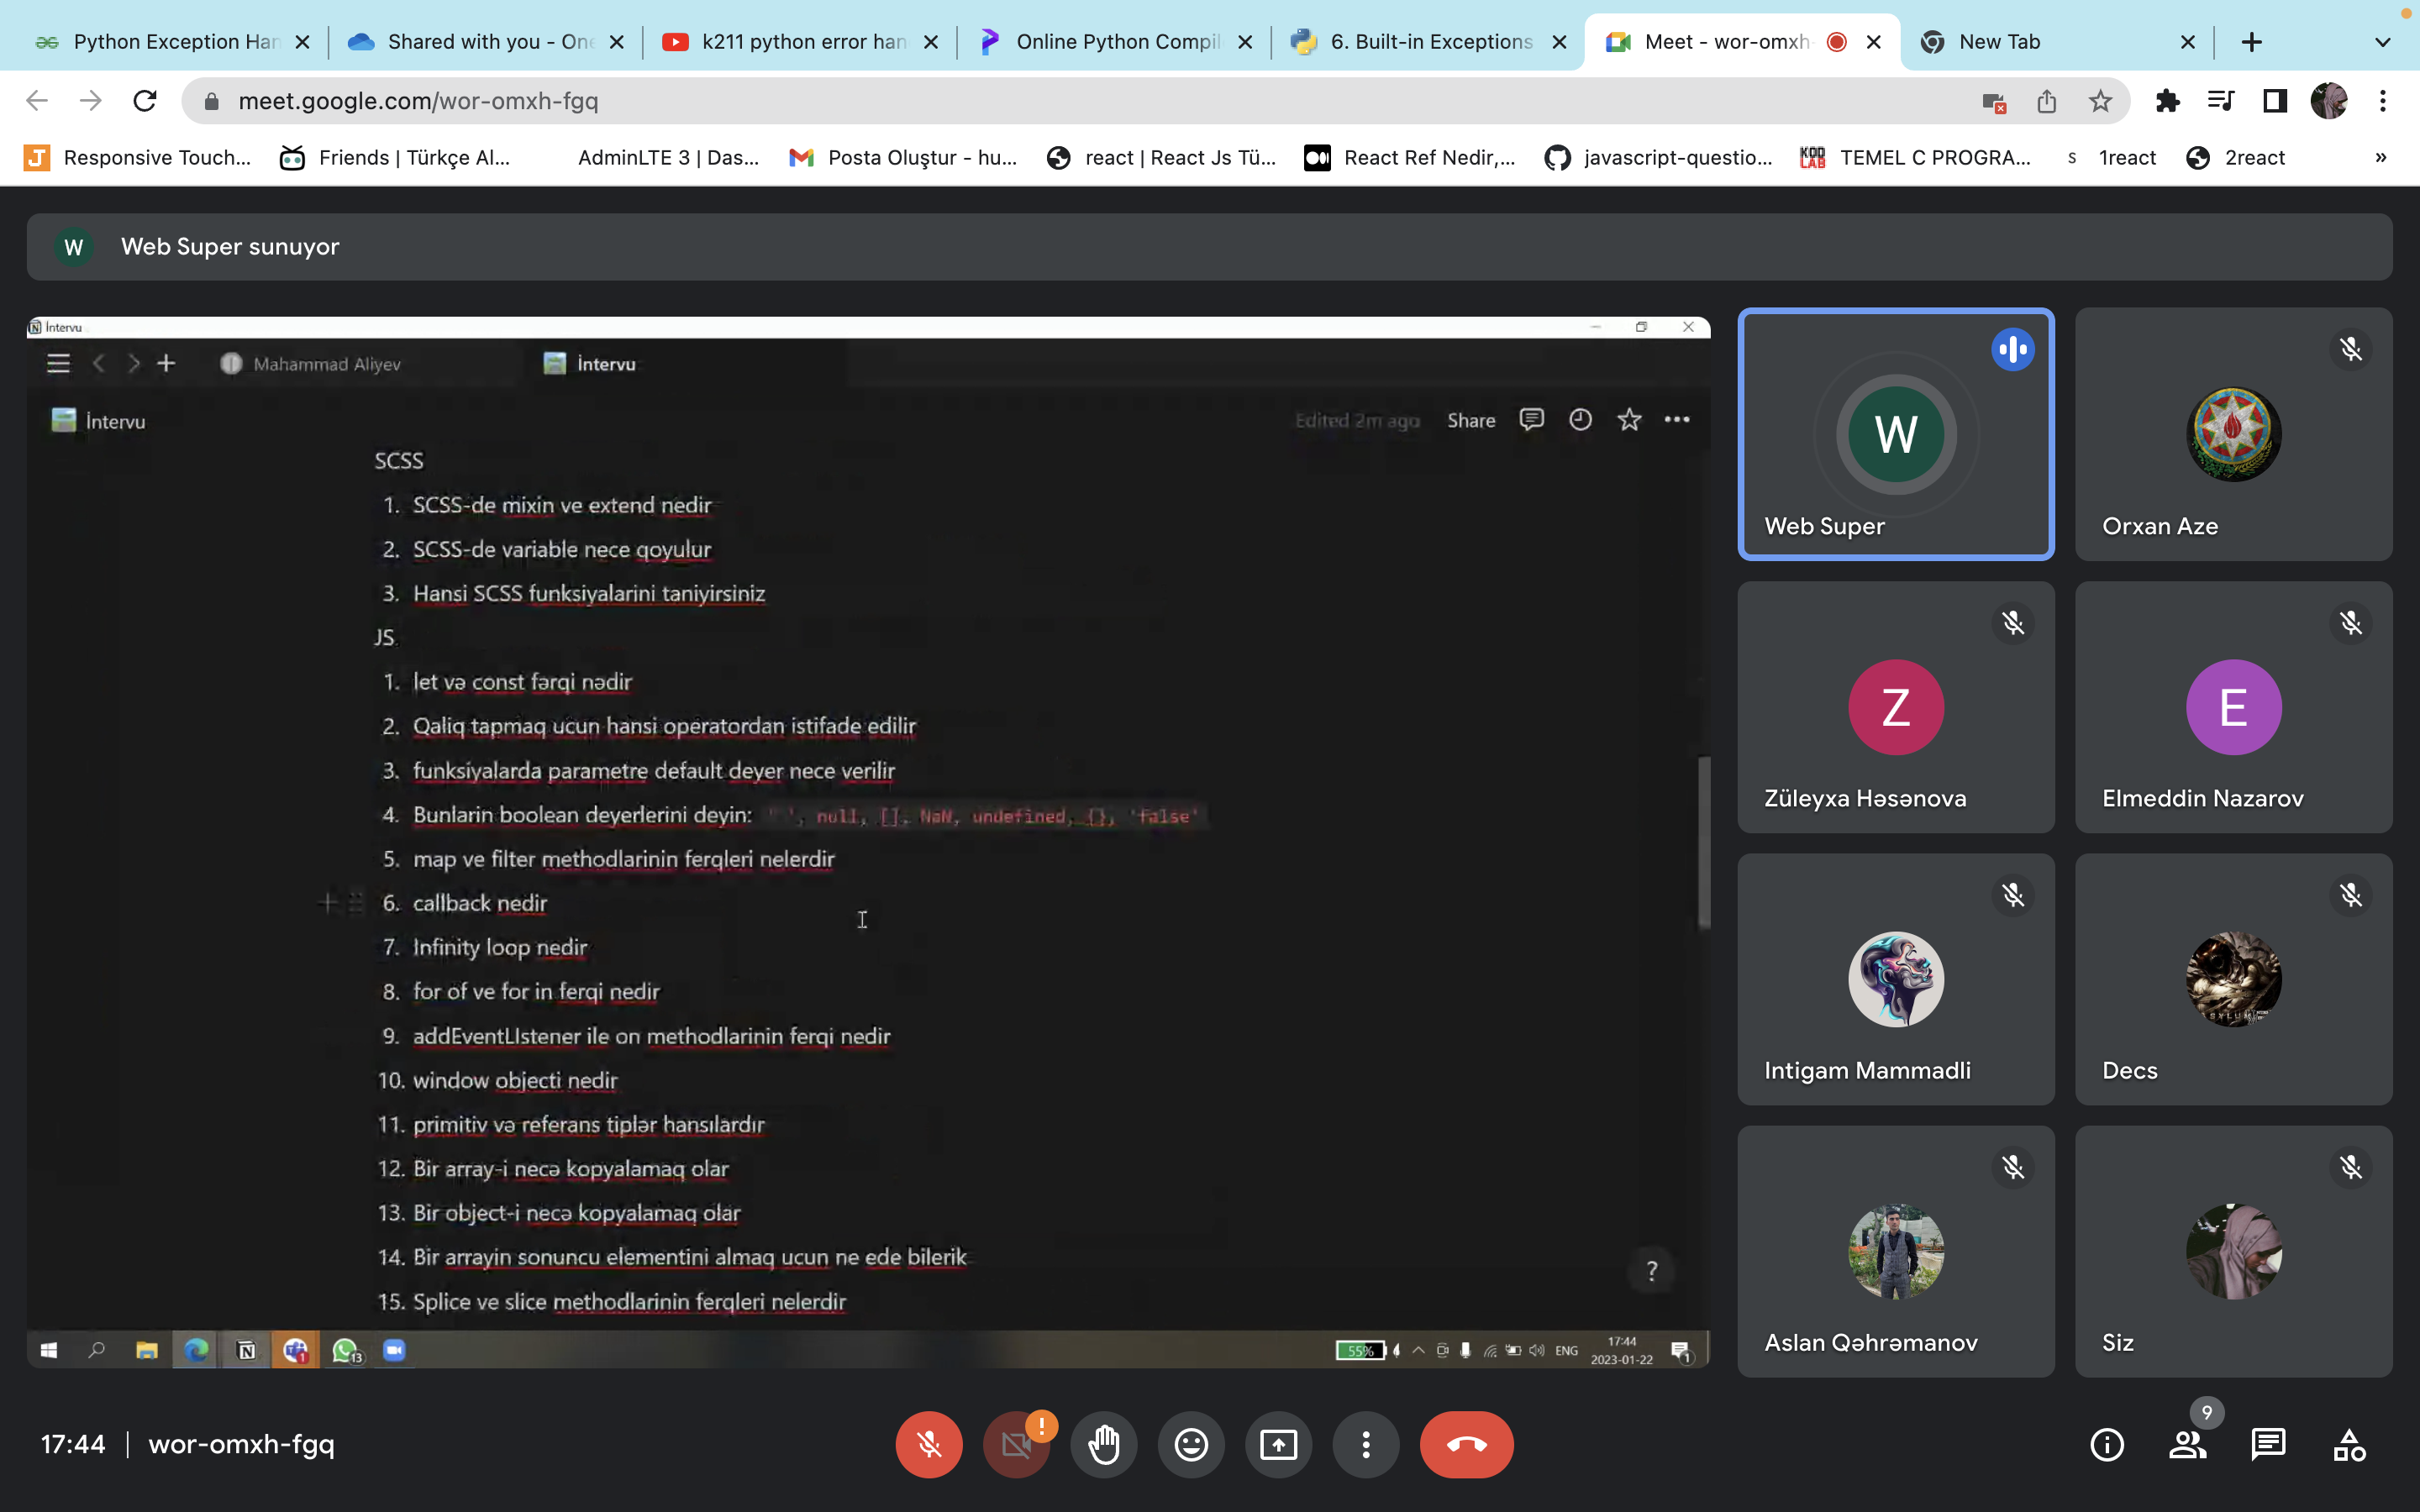 Python Exception Han
Shared with you - One
k211 python error han
Online Python Compil
6. Built-in Exceptions
Meet - wor-omxh-
New Tab
meet.google.com/wor-omxh-fgq
Responsive Touch...
Friends | Türkçe Al...
AdminLTE 3 | Das...
Posta Oluştur - hu...
react | React Js Tü...
React Ref Nedir,...
javascript-questio...
KOD LAB
TEMEL C PROGRA...
S
1react
2react
»
W
Web Super sunuyor
İntervu
Mahammad Aliyev
İntervu
İntervu
Edited 2m ago
Share
SCSS
1. SCSS-de mixin ve extend nedir
2. SCSS-de variable nece qoyulur
3. Hansi SCSS funksiyalarini taniyirsiniz
JS
1. let və const fərqi nədir
2. Qaliq tapmaq ucun hansi operatordan istifade edilir
3. funksiyalarda parametre default deyer nece verilir
4. Bunlarin boolean deyerlerini deyin: null, [], NaN, undefined, {}, 'false'
5. map ve filter methodlarinin ferqleri nelerdir
6. callback nedir
7. Infinity loop nedir
8. for of ve for in ferqi nedir
9. addEventLIstener ile on methodlarinin ferqi nedir
10. window objecti nedir
11. primitiv və referans tiplər hansılardır
12. Bir array-i necə kopyalamaq olar
13. Bir object-i necə kopyalamaq olar
14. Bir arrayin sonuncu elementini almaq ucun ne ede bilerik
15. Splice ve slice methodlarinin ferqleri nelerdir
?
13
55%
ENG
17:44
2023-01-22
1
W
Web Super
Orxan Aze
Z
Züleyxa Həsənova
E
Elmeddin Nazarov
Intigam Mammadli
Decs
Aslan Qəhrəmanov
Siz
17:44 | wor-omxh-fgq
9